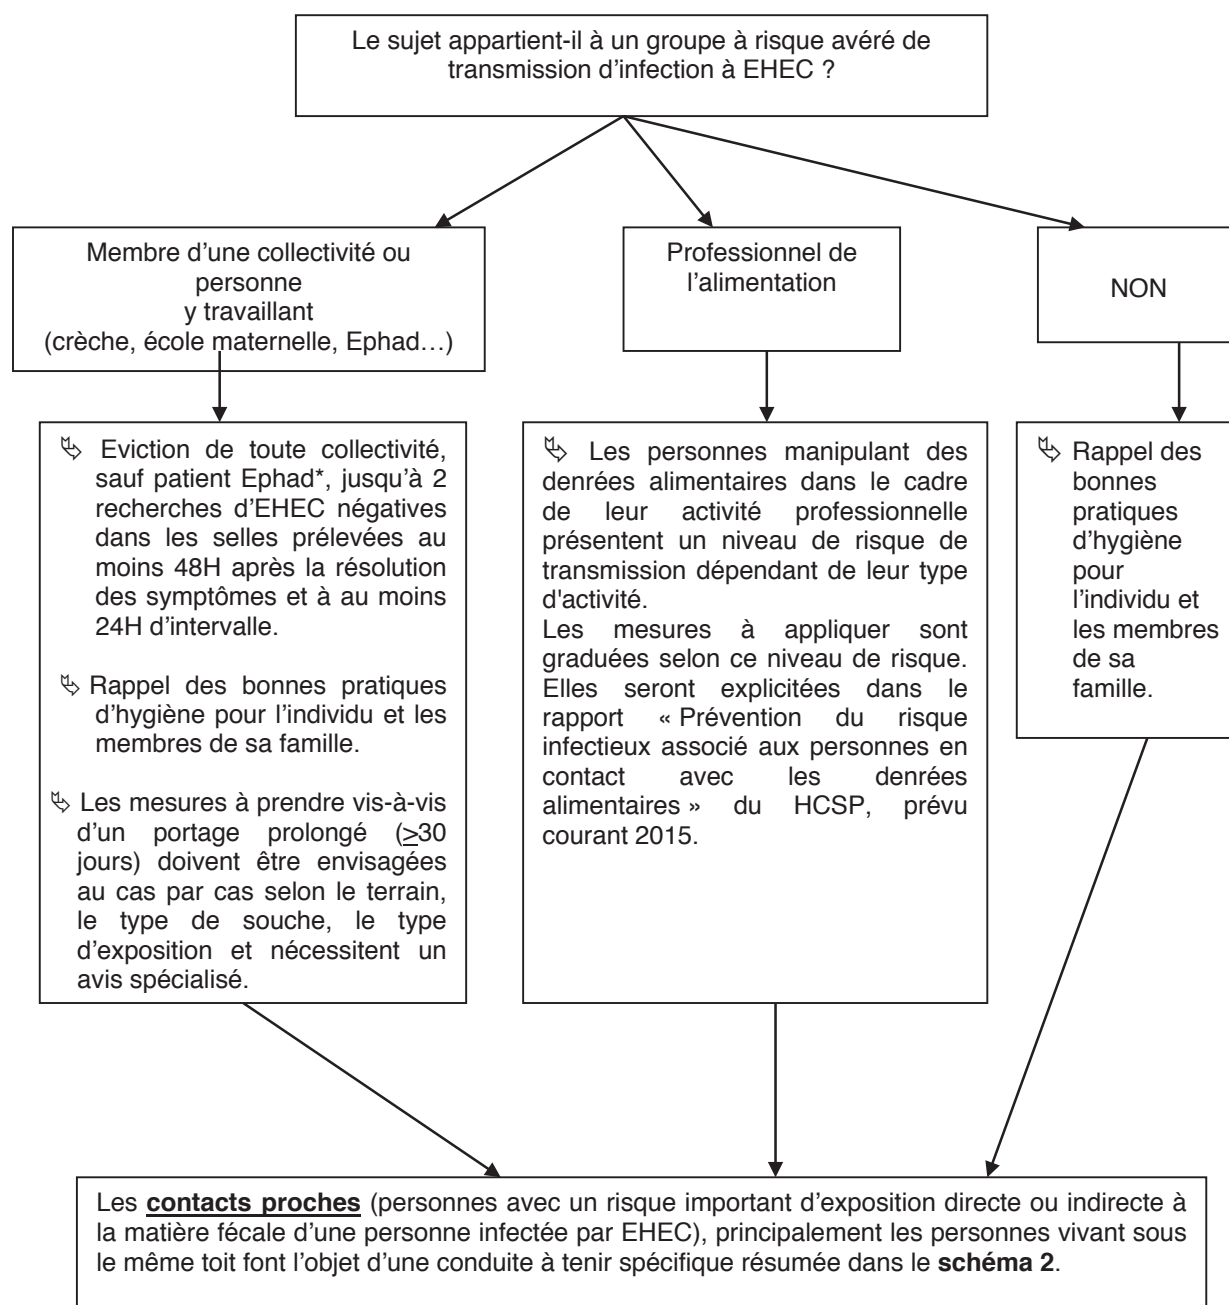 Le sujet appartient-il à un groupe à risque avéré de
transmission d'infection à EHEC ?
Membre d'une collectivité ou
personne
y travaillant
(crèche, école maternelle, Ephad…)
Professionnel de
l'alimentation
NON
Eviction de toute collectivité,
sauf patient Ephad*, jusqu'à 2
recherches d'EHEC négatives
dans les selles prélevées au
moins 48H après la résolution
des symptômes et à au moins
24H d'intervalle.
Rappel des bonnes pratiques
d'hygiène pour l'individu et les
membres de sa famille.
Les mesures à prendre vis-à-vis
d'un portage prolongé (≥30
jours) doivent être envisagées
au cas par cas selon le terrain,
le type de souche, le type
d'exposition et nécessitent un
avis spécialisé.
Les personnes manipulant des
denrées alimentaires dans le cadre
de leur activité professionnelle
présentent un niveau de risque de
transmission dépendant de leur type
d'activité.
Les mesures à appliquer sont
graduées selon ce niveau de risque.
Elles seront explicitées dans le
rapport « Prévention du risque
infectieux associé aux personnes en
contact avec les denrées
alimentaires » du HCSP, prévu
courant 2015.
Rappel des
bonnes
pratiques
d'hygiène
pour
l'individu et
les membres
de sa
famille.
Les contacts proches (personnes avec un risque important d'exposition directe ou indirecte à
la matière fécale d'une personne infectée par EHEC), principalement les personnes vivant sous
le même toit font l'objet d'une conduite à tenir spécifique résumée dans le schéma 2.